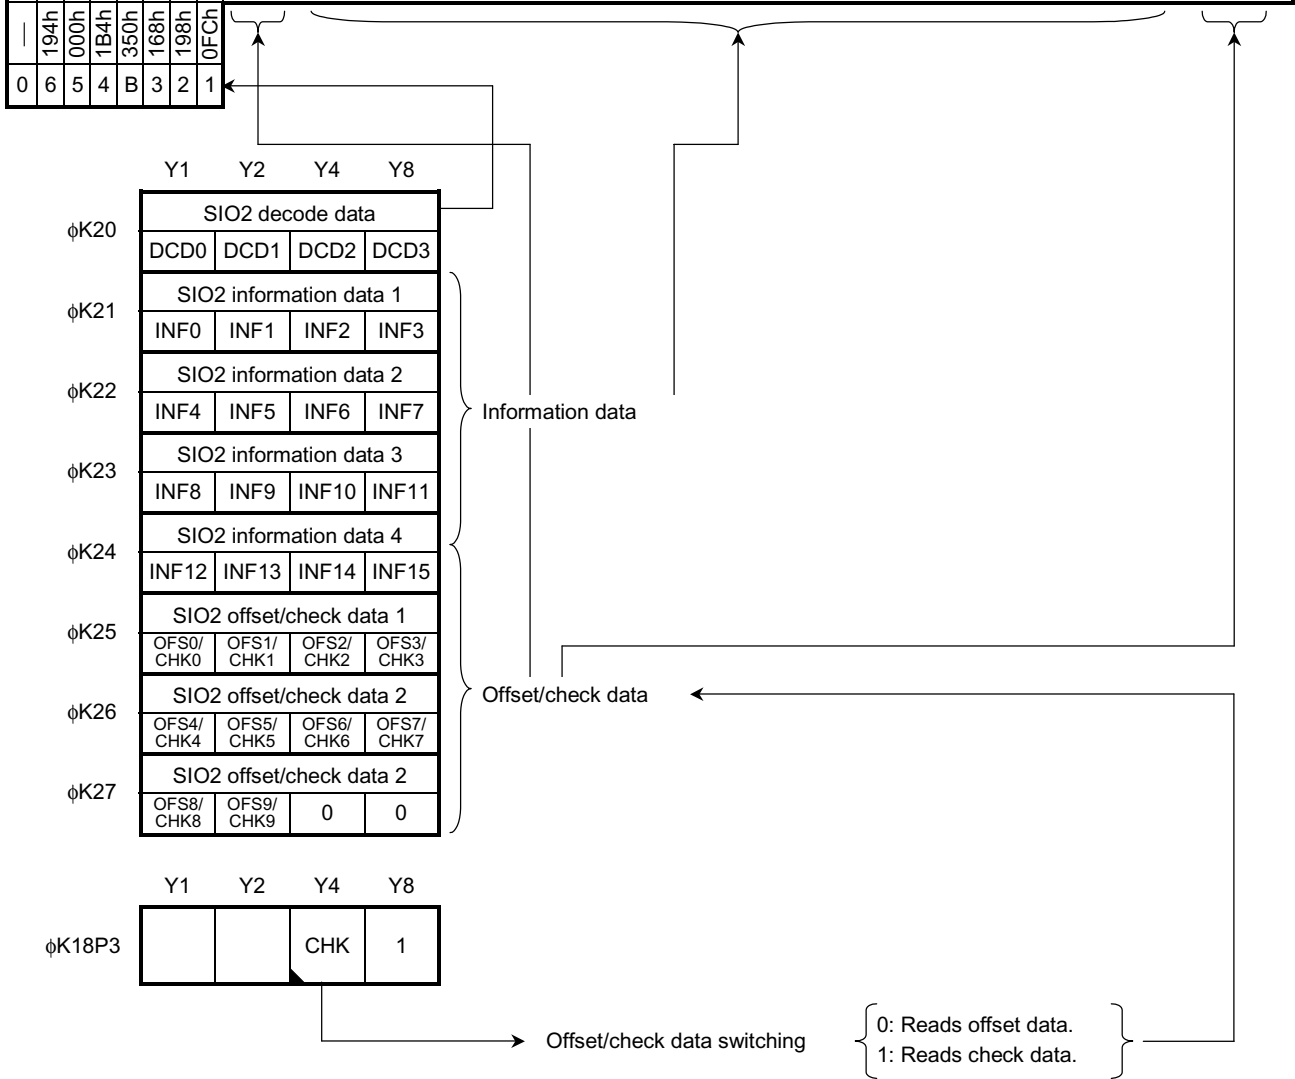 — 194h 000h 1B4h 350h 168h 198h 0FCh
0 6 5 4 B 3 2 1
Y1 Y2 Y4 Y8
ϕK20
SIO2 decode data
DCD0 DCD1 DCD2 DCD3
ϕK21
SIO2 information data 1
INF0 INF1 INF2 INF3
ϕK22
SIO2 information data 2
INF4 INF5 INF6 INF7
Information data
ϕK23
SIO2 information data 3
INF8 INF9 INF10 INF11
ϕK24
SIO2 information data 4
INF12 INF13 INF14 INF15
ϕK25
SIO2 offset/check data 1
OFS0/ OFS1/ OFS2/ OFS3/
CHK0 CHK1 CHK2 CHK3
ϕK26
SIO2 offset/check data 2
Offset/check data
OFS4/ OFS5/ OFS6/ OFS7/
CHK4 CHK5 CHK6 CHK7
ϕK27
SIO2 offset/check data 2
OFS8/ OFS9/ 0 0
CHK8 CHK9
Y1 Y2 Y4 Y8
ϕK18P3
CHK 1
Offset/check data switching
0: Reads offset data.
1: Reads check data.